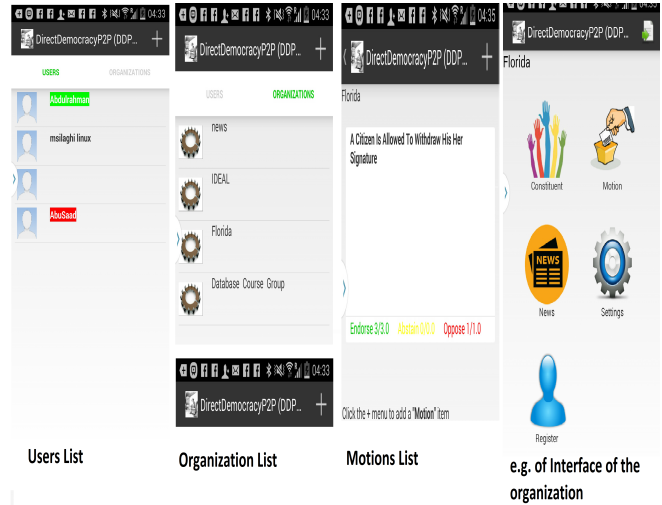 04:33
DirectDemocracyP2P (DDP...
USERS
ORGANIZATIONS
Abdulrahman
msilaghi linux
AbuSaad
Users List
04:33
DirectDemocracyP2P (DDP...
USERS
ORGANIZATIONS
news
IDEAL
Florida
Database Course Group
04:33
DirectDemocracyP2P (DDP...
Organization List
04:35
DirectDemocracyP2P (DDP...
Florida
A Citizen Is Allowed To Withdraw His Her
Signature
Endorse 3/3.0 Abstain 0/0.0 Oppose 1/1.0
Click the + menu to add a "Motion" item
Motions List
DirectDemocracyP2P (DDP...
Florida
Constituent
Motion
NEWS
News
Settings
Register
e.g. of Interface of the
organization